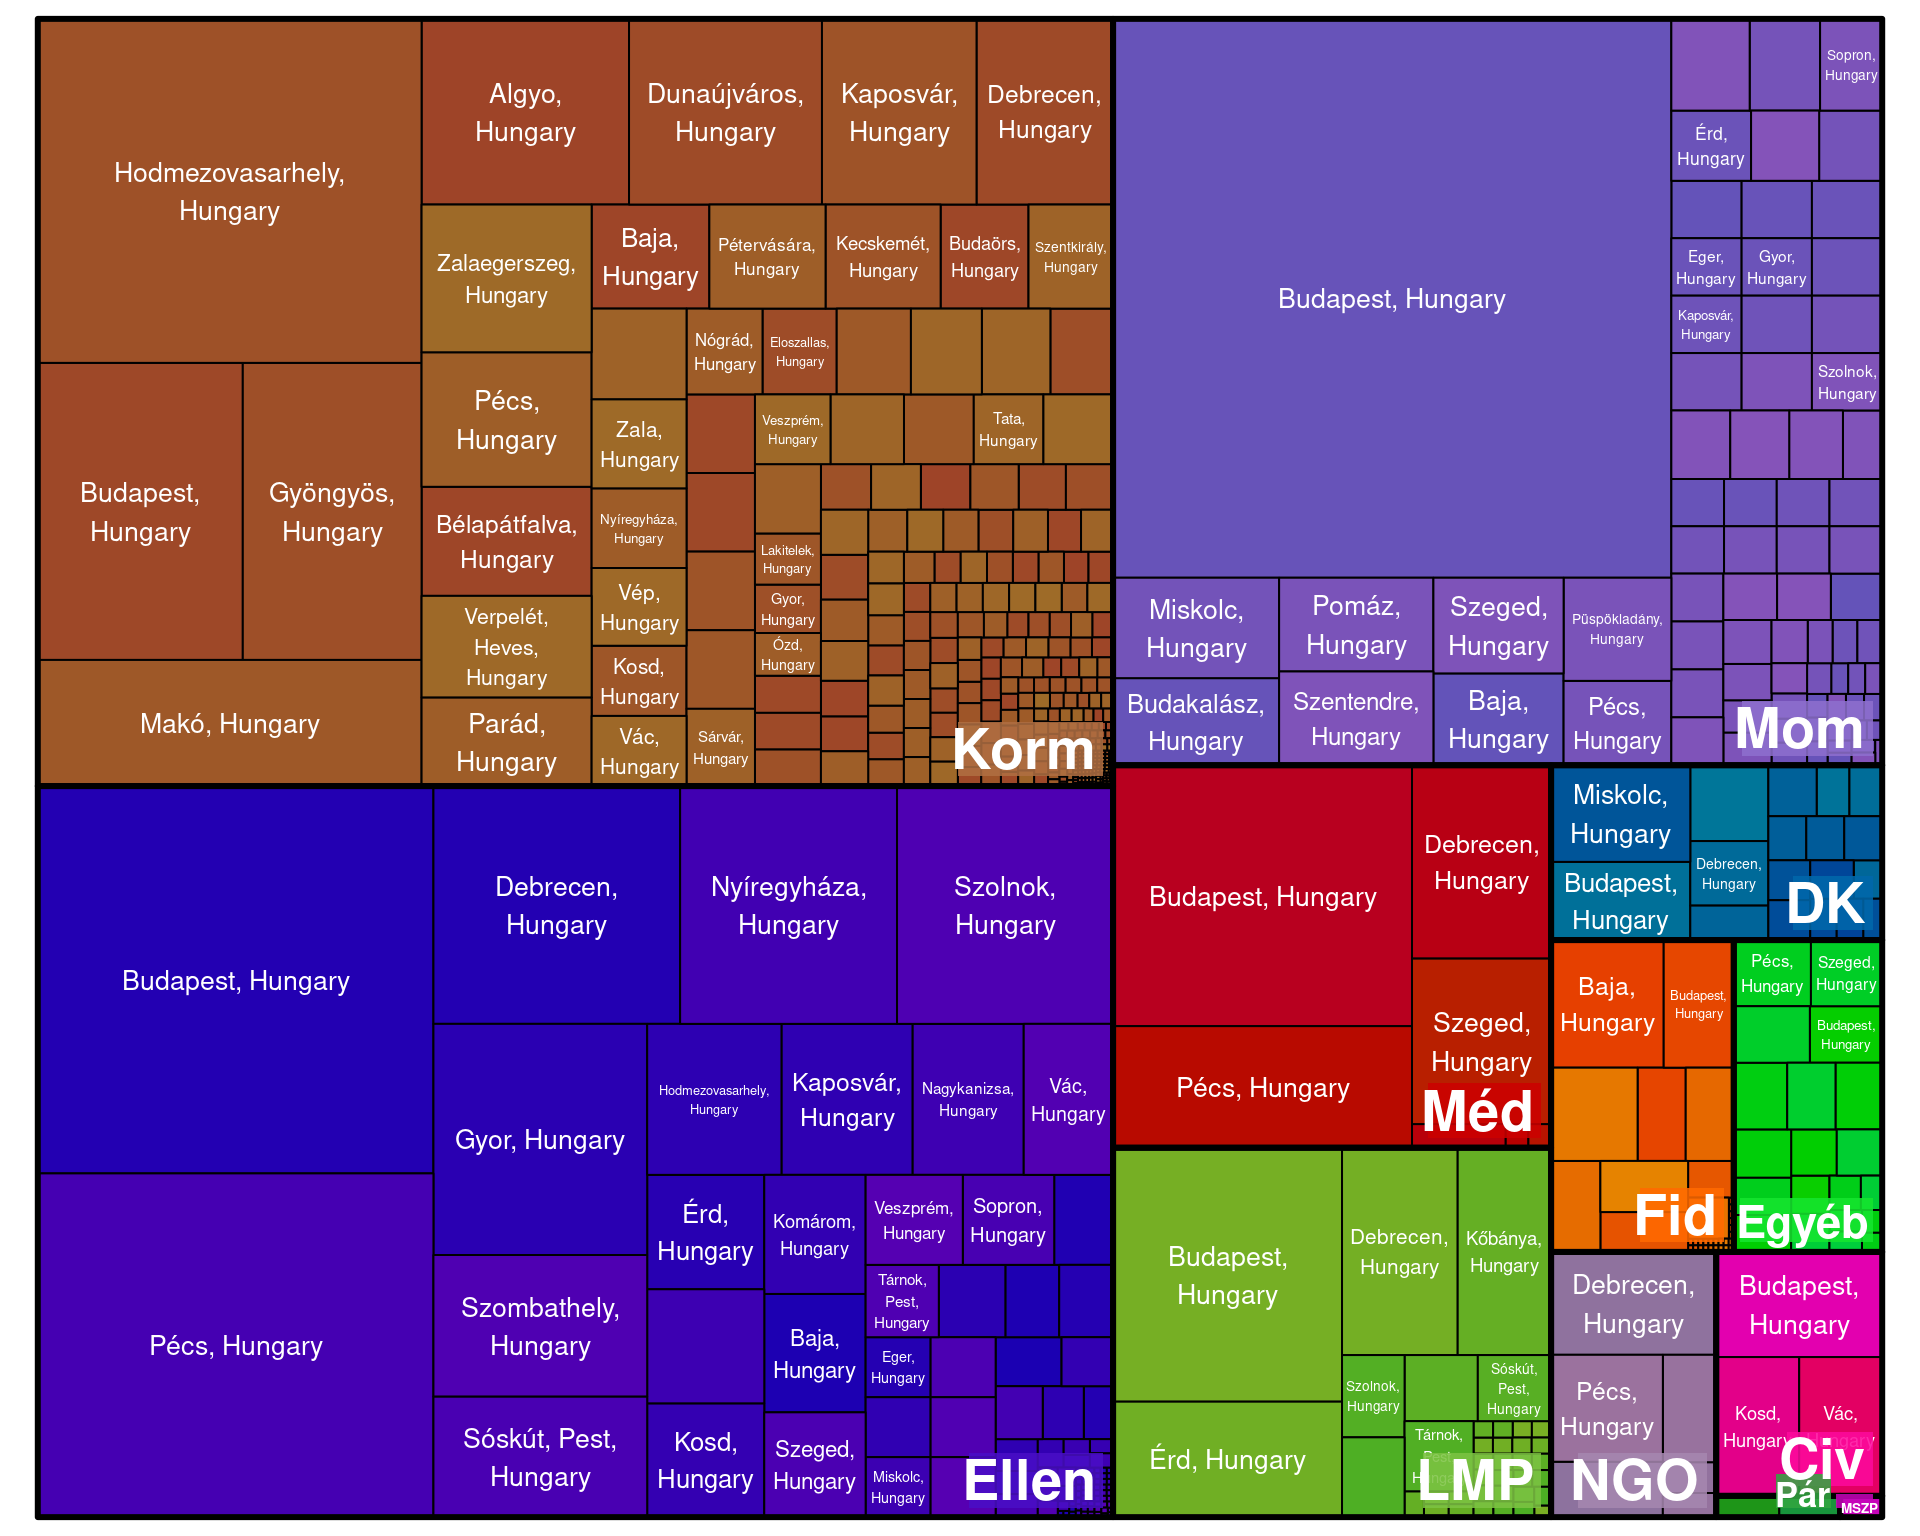 Hodmezovasarhely,
Hungary
Budapest,
Hungary
Gyöngyös,
Hungary
Makó, Hungary
Algyo,
Hungary
Dunaújváros,
Hungary
Kaposvár,
Hungary
Debrecen,
Hungary
Zalaegerszeg,
Hungary
Pécs,
Hungary
Bélapátfalva,
Hungary
Verpelét,
Heves,
Hungary
Parád,
Hungary
Baja,
Hungary
Pétervására,
Hungary
Kecskemét,
Hungary
Budaörs,
Hungary
Szentkirály,
Hungary
Nógrád,
Hungary
Eloszallas,
Hungary
Zala,
Hungary
Nyíregyháza,
Hungary
Vép,
Hungary
Kosd,
Hungary
Vác,
Hungary
Veszprém,
Hungary
Tata,
Hungary
Lakitelek,
Hungary
Gyor,
Hungary
Ózd,
Hungary
Sárvár,
Hungary
Korm
Budapest, Hungary
Sopron,
Hungary
Érd,
Hungary
Eger,
Hungary
Gyor,
Hungary
Kaposvár,
Hungary
Szolnok,
Hungary
Miskolc,
Hungary
Pomáz,
Hungary
Szeged,
Hungary
Püspökladány,
Hungary
Budakalász,
Hungary
Szentendre,
Hungary
Baja,
Hungary
Pécs,
Hungary
Mom
Budapest, Hungary
Pécs, Hungary
Debrecen,
Hungary
Nyíregyháza,
Hungary
Szolnok,
Hungary
Gyor, Hungary
Szombathely,
Hungary
Sóskút, Pest,
Hungary
Hodmezovasarhely,
Hungary
Kaposvár,
Hungary
Nagykanizsa,
Hungary
Vác,
Hungary
Érd,
Hungary
Komárom,
Hungary
Veszprém,
Hungary
Sopron,
Hungary
Tárnok,
Pest,
Hungary
Baja,
Hungary
Eger,
Hungary
Kosd,
Hungary
Szeged,
Hungary
Miskolc,
Hungary
Ellen
Budapest, Hungary
Debrecen,
Hungary
Szeged,
Hungary
Pécs, Hungary
Méd
Miskolc,
Hungary
Budapest,
Hungary
Debrecen,
Hungary
DK
Baja,
Hungary
Budapest,
Hungary
Fid
Pécs,
Hungary
Szeged,
Hungary
Budapest,
Hungary
Egyéb
Budapest,
Hungary
Debrecen,
Hungary
Kőbánya,
Hungary
Érd, Hungary
Szolnok,
Hungary
Sóskút,
Pest,
Hungary
Tárnok,
Pest,
Hungary
LMP
Debrecen,
Hungary
Pécs,
Hungary
NGO
Budapest,
Hungary
Kosd,
Hungary
Vác,
Hungary
Civ
Pár
MSZP